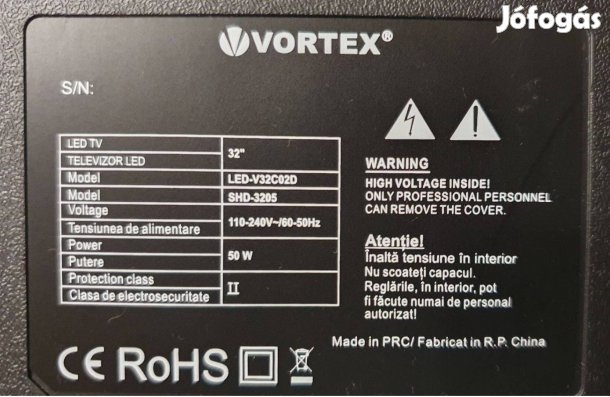 Jófogás
VORTEX®
S/N:
LED TV
TELEVIZOR LED
32"
Model
LED-V32C02D
Model
SHD-3205
Voltage
Tensiunea de alimentare
110-240V~/60-50Hz
Power
Putere
50 W
Protection class
Clasa de electrosecuritate
II
WARNING
HIGH VOLTAGE INSIDE!
ONLY PROFESSIONAL PERSONNEL
CAN REMOVE THE COVER.
Atenție!
Înaltă tensiune în interior
Nu scoateți capacul.
Reglările, în interior, pot
fi făcute numai de personal
autorizat!
Made in PRC/ Fabricat in R.P. China
CE RoHS